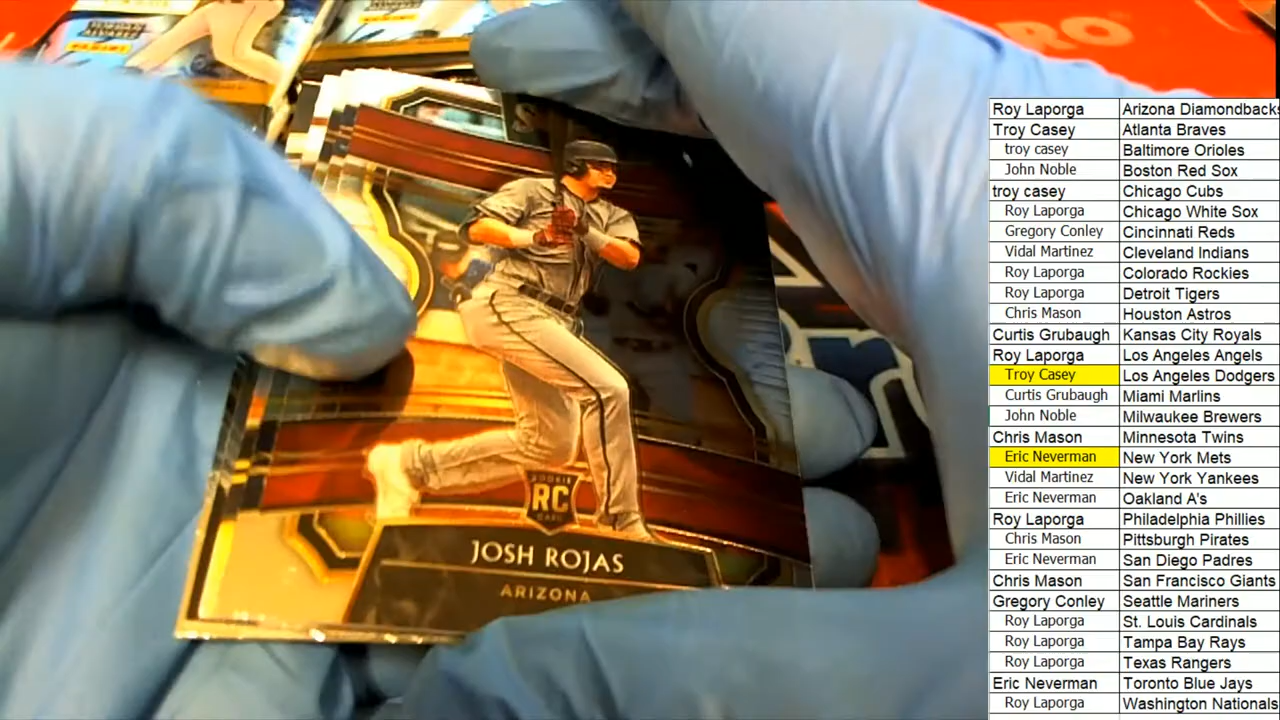 RO
ROOKIE
RC
CARD
JOSH ROJAS
ARIZONA
Roy Laporga Arizona Diamondbacks
Troy Casey Atlanta Braves
troy casey Baltimore Orioles
John Noble Boston Red Sox
troy casey Chicago Cubs
Roy Laporga Chicago White Sox
Gregory Conley Cincinnati Reds
Vidal Martinez Cleveland Indians
Roy Laporga Colorado Rockies
Roy Laporga Detroit Tigers
Chris Mason Houston Astros
Curtis Grubaugh Kansas City Royals
Roy Laporga Los Angeles Angels
Troy Casey Los Angeles Dodgers
Curtis Grubaugh Miami Marlins
John Noble Milwaukee Brewers
Chris Mason Minnesota Twins
Eric Neverman New York Mets
Vidal Martinez New York Yankees
Eric Neverman Oakland A's
Roy Laporga Philadelphia Phillies
Chris Mason Pittsburgh Pirates
Eric Neverman San Diego Padres
Chris Mason San Francisco Giants
Gregory Conley Seattle Mariners
Roy Laporga St. Louis Cardinals
Roy Laporga Tampa Bay Rays
Roy Laporga Texas Rangers
Eric Neverman Toronto Blue Jays
Roy Laporga Washington Nationals